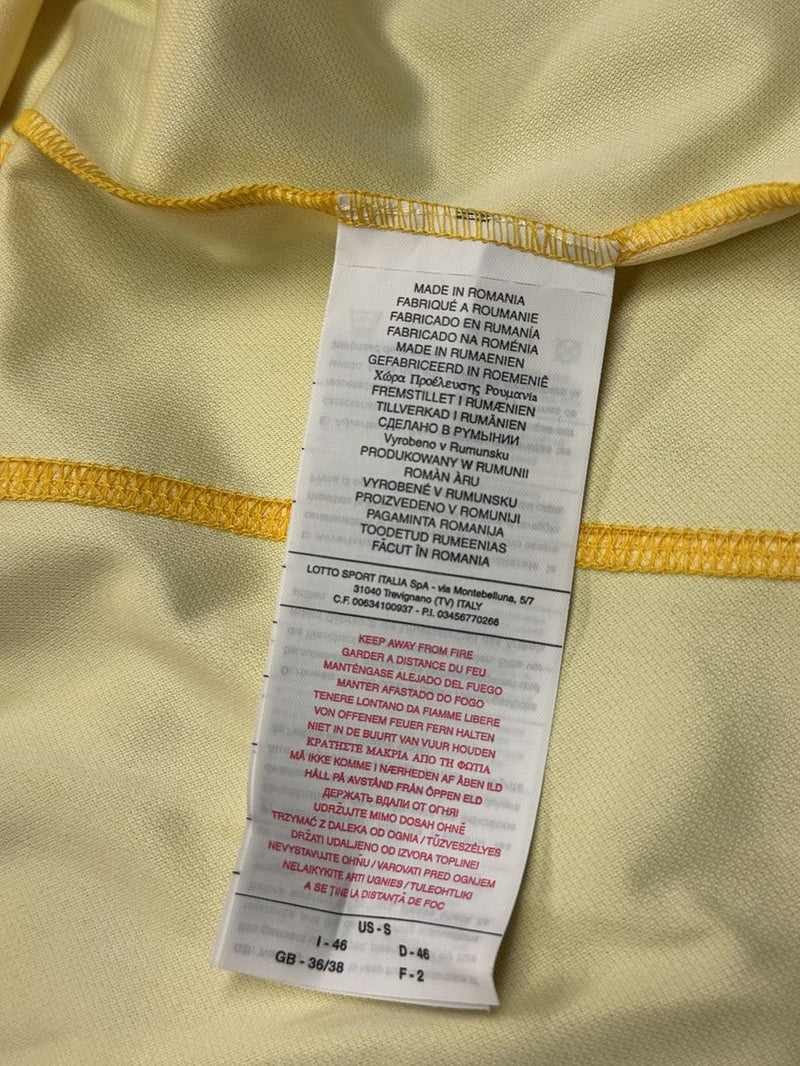 MADE IN ROMANIA
FABRIQUÉ A ROUMANIE
FABRICADO EN RUMANÍA
FABRICADO NA ROMÉNIA
MADE IN RUMAENIEN
GEFABRICEERD IN ROEMENIÊ
Χώρα Προέλευσης Ρουμανία
FREMSTILLET I RUMÆNIEN
TILLVERKAD I RUMÄNIEN
СДЕЛАНО В РУМЫНИИ
Vyrobeno v Rumunsku
PRODUKOWANY W RUMUNII
ROMÀN ÀRU
VYROBENÉ V RUMUNSKU
PROIZVEDENO V ROMUNIJI
PAGAMINTA ROMANIJA
TOODETUD RUMEENIAS
FĂCUT ÎN ROMANIA
LOTTO SPORT ITALIA SpA - via Montebelluna, 5/7
31040 Trevignano (TV) ITALY
C.F. 00634100937 - P.I. 03456770266
KEEP AWAY FROM FIRE
GARDER A DISTANCE DU FEU
MANTÉNGASE ALEJADO DEL FUEGO
MANTER AFASTADO DO FOGO
TENERE LONTANO DA FIAMME LIBERE
VON OFFENEM FEUER FERN HALTEN
NIET IN DE BUURT VAN VUUR HOUDEN
ΚΡΑΤΗΣΤΕ ΜΑΚΡΙΑ ΑΠΟ ΤΗ ΦΩΤΙΑ
MÅ IKKE KOMME I NÆRHEDEN AF ÅBEN ILD
HÅLL PÅ AVSTÅND FRÅN ÖPPEN ELD
ДЕРЖАТЬ ВДАЛИ ОТ ОГНЯ!
UDRŽUJTE MIMO DOSAH OHNĚ
TRZYMAĆ Z DALEKA OD OGNIA / TŰZVESZÉLYES
DRŽATI UDALJENO OD IZVORA TOPLINE!
NEVYSTAVUJTE OHŇU / VAROVATI PRED OGNJEM
NELAIKYKITE ARTI UGNIES / TULEOHTLIKI
A SE ŢINE LA DISTANŢĂ DE FOC
US - S
I - 46 D - 46
GB - 36/38 F - 2